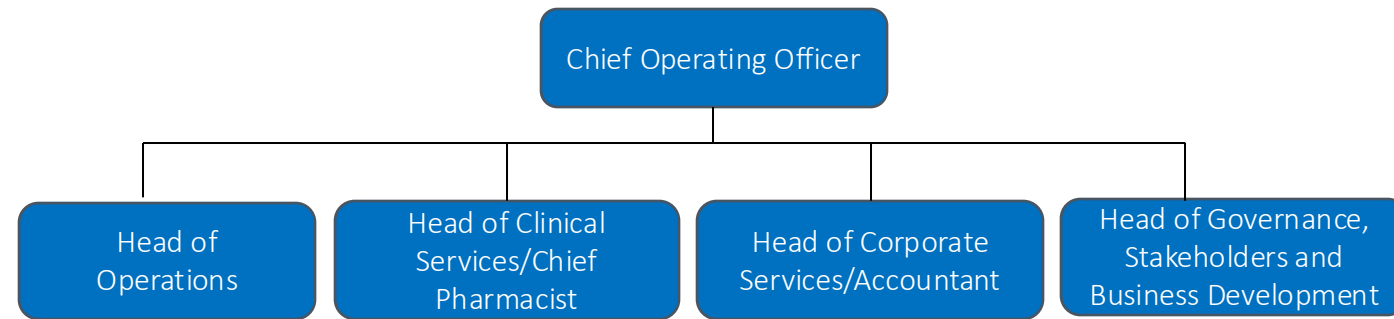 Chief Operating Officer
Head of
Operations
Head of Clinical
Services/Chief
Pharmacist
Head of Corporate
Services/Accountant
Head of Governance,
Stakeholders and
Business Development